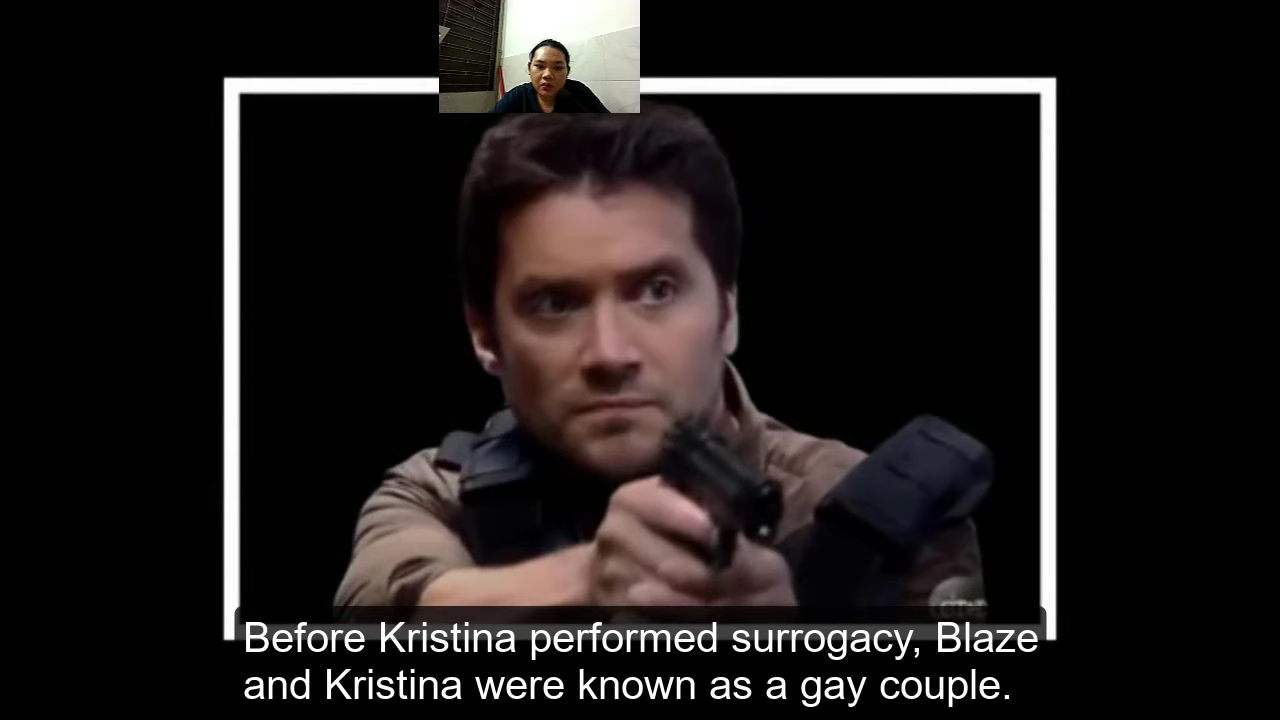 Before Kristina performed surrogacy, Blaze
and Kristina were known as a gay couple.